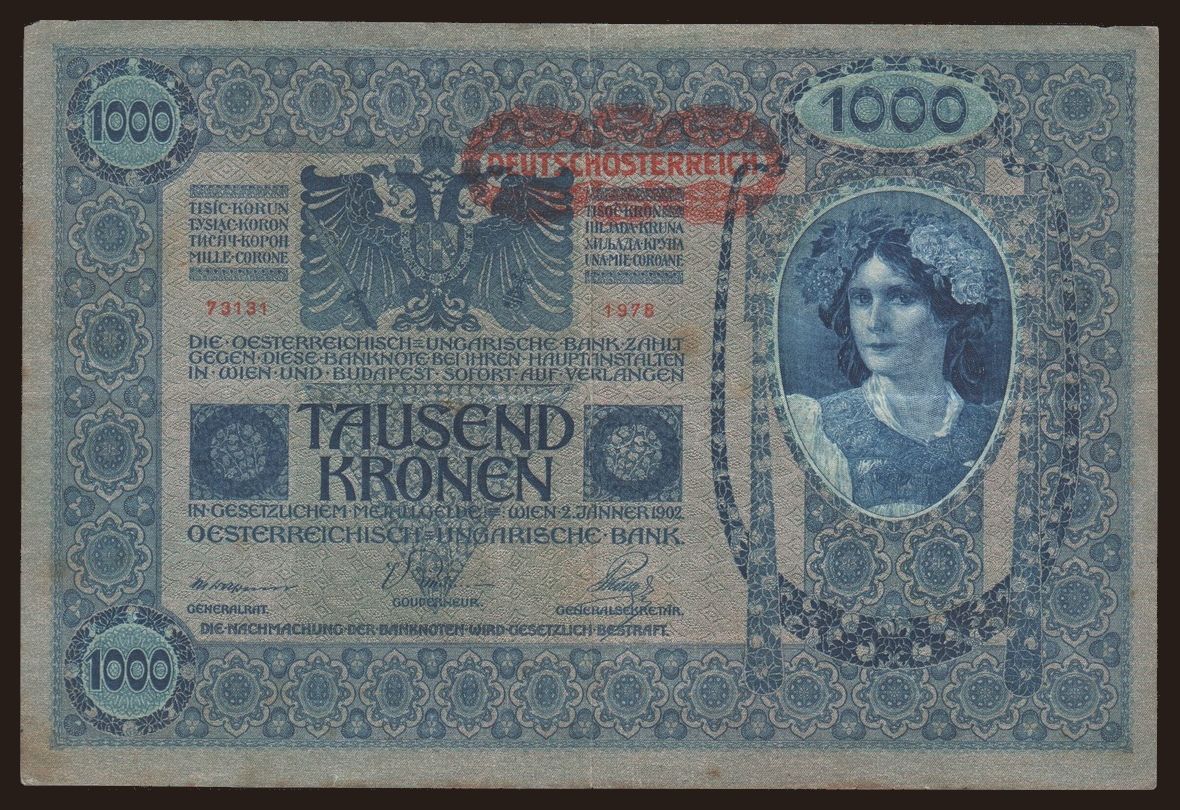 1000
1000
DEUTSCHÖSTERREICH
TISÍC·KORUN
TYSIĄC·KORON
ТИСЯЧ·КОРОН
MILLE·CORONE
TISOČ·KRON
HILJADA·KRUNA
ХИЉАДА·КРУНА
UNA·MIE·COROANE
73131
1978
DIE·OESTERREICHISCH=UNGARISCHE·BANK·ZAHLT
GEGEN·DIESE·BANKNOTE·BEI·IHREN·HAUPTANSTALTEN
IN·WIEN·UND·BUDAPEST·SOFORT·AUF·VERLANGEN
TAUSEND
KRONEN
IN·GESETZLICHEM·METALLGELDE=WIEN·2.JÄNNER·1902
OESTERREICHISCH=UNGARISCHE·BANK.
GENERALRAT.
GOUVERNEUR.
GENERALSEKRETÄR.
DIE·NACHMACHUNG·DER·BANKNOTEN·WIRD·GESETZLICH·BESTRAFT.
1000